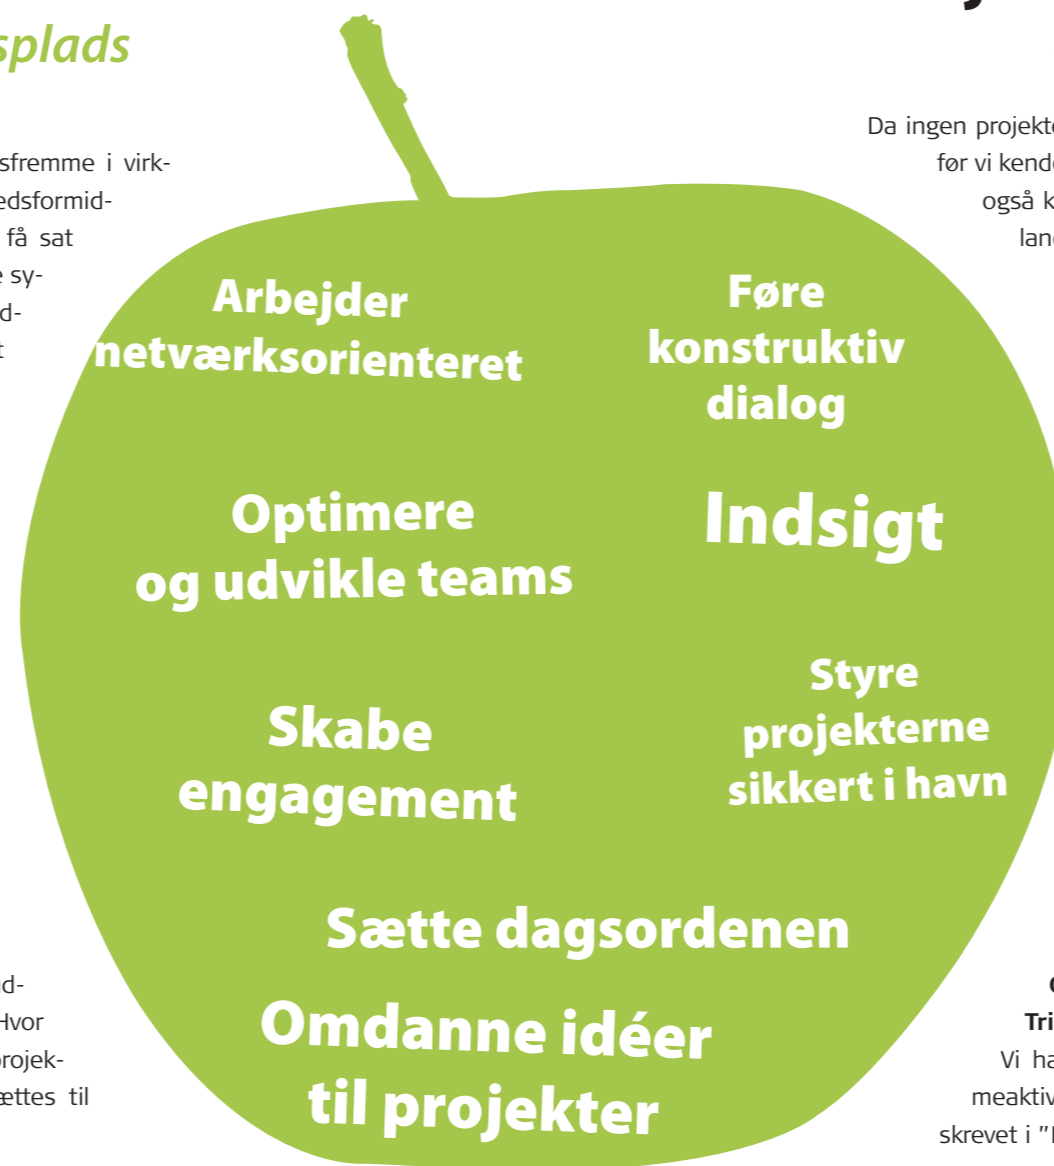 splads
sfremme i virk-
edsformid-
få sat
e sy-
d-
t
Da ingen projekte
før vi kende
også k
land
Arbejder
netværksorienteret
Føre
konstruktiv
dialog
Optimere
og udvikle teams
Indsigt
Skabe
engagement
Styre
projekterne
sikkert i havn
Sætte dagsordenen
Omdanne idéer
til projekter
d-
Hvor
projek-
ættes til
Tri
Vi ha
meaktiv
skrevet i ”